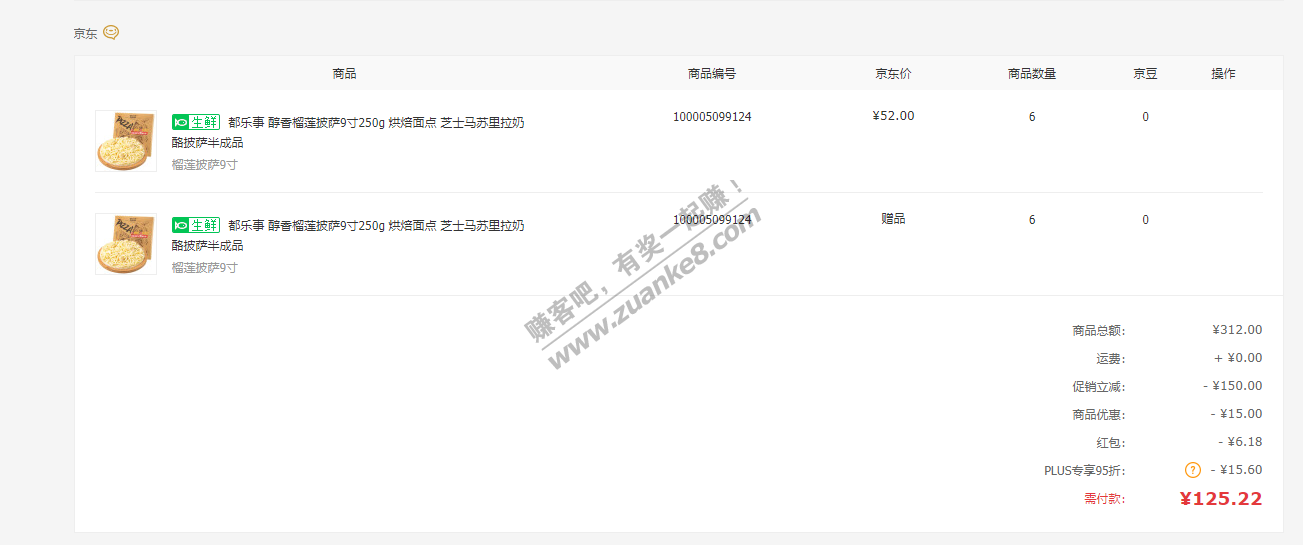 京东
商品 商品编号 京东价 商品数量 京豆 操作
生鲜 都乐事 醇香榴莲披萨9寸250g 烘焙面点 芝士马苏里拉奶 100005099124 ¥52.00 6 0
酪披萨半成品
榴莲披萨9寸
生鲜 都乐事 醇香榴莲披萨9寸250g 烘焙面点 芝士马苏里拉奶 100005099124 赠品 6 0
酪披萨半成品
榴莲披萨9寸
赚客吧，有奖一起赚！
www.zuanke8.com
商品总额: ¥312.00
运费: + ¥0.00
促销立减: - ¥150.00
商品优惠: - ¥15.00
红包: - ¥6.18
PLUS专享95折: ? - ¥15.60
需付款: ¥125.22